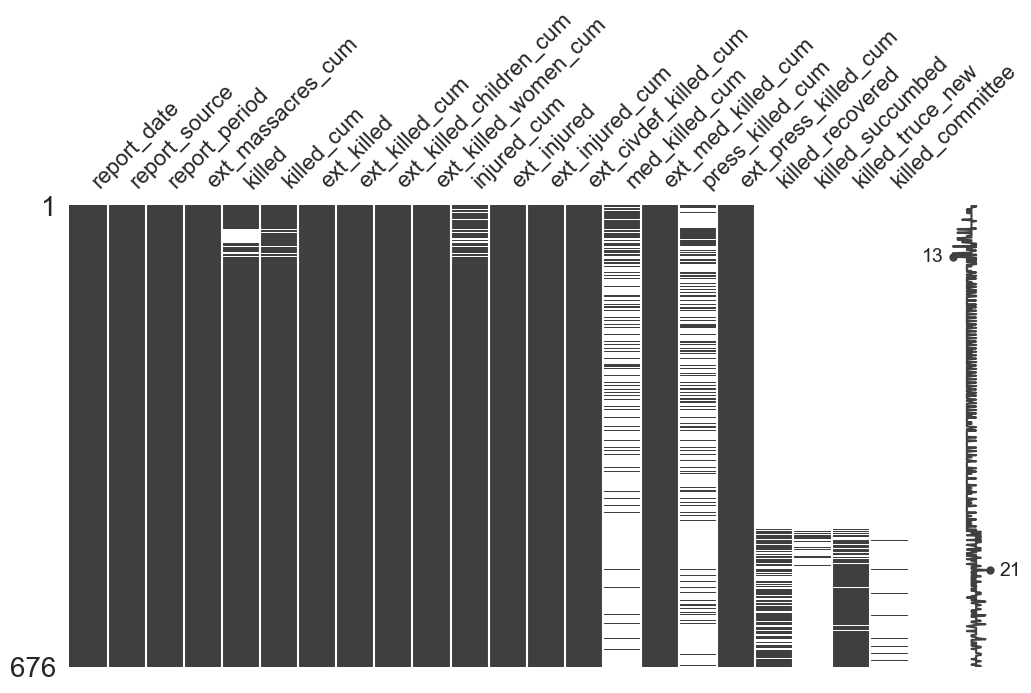 report_date
report_source
report_period
ext_massacres_cum
killed
killed_cum
ext_killed
ext_killed_cum
ext_killed_children_cum
ext_killed_women_cum
injured_cum
ext_injured
ext_injured_cum
ext_civdef_killed_cum
med_killed_cum
ext_med_killed_cum
press_killed_cum
ext_press_killed_cum
killed_recovered
killed_succumbed
killed_truce_new
killed_committee
1
13
21
676